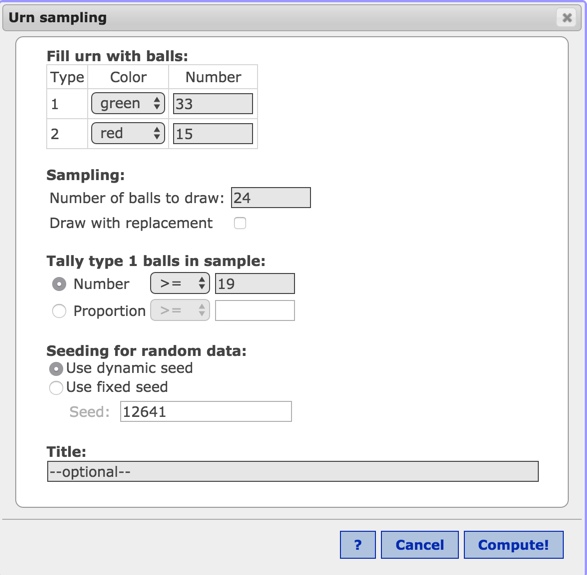 Urn sampling
Fill urn with balls:
Type Color Number
1 green 33
2 red 15
Sampling:
Number of balls to draw: 24
Draw with replacement
Tally type 1 balls in sample:
Number >= 19
Proportion >=
Seeding for random data:
Use dynamic seed
Use fixed seed
Seed: 12641
Title:
--optional--
? Cancel Compute!